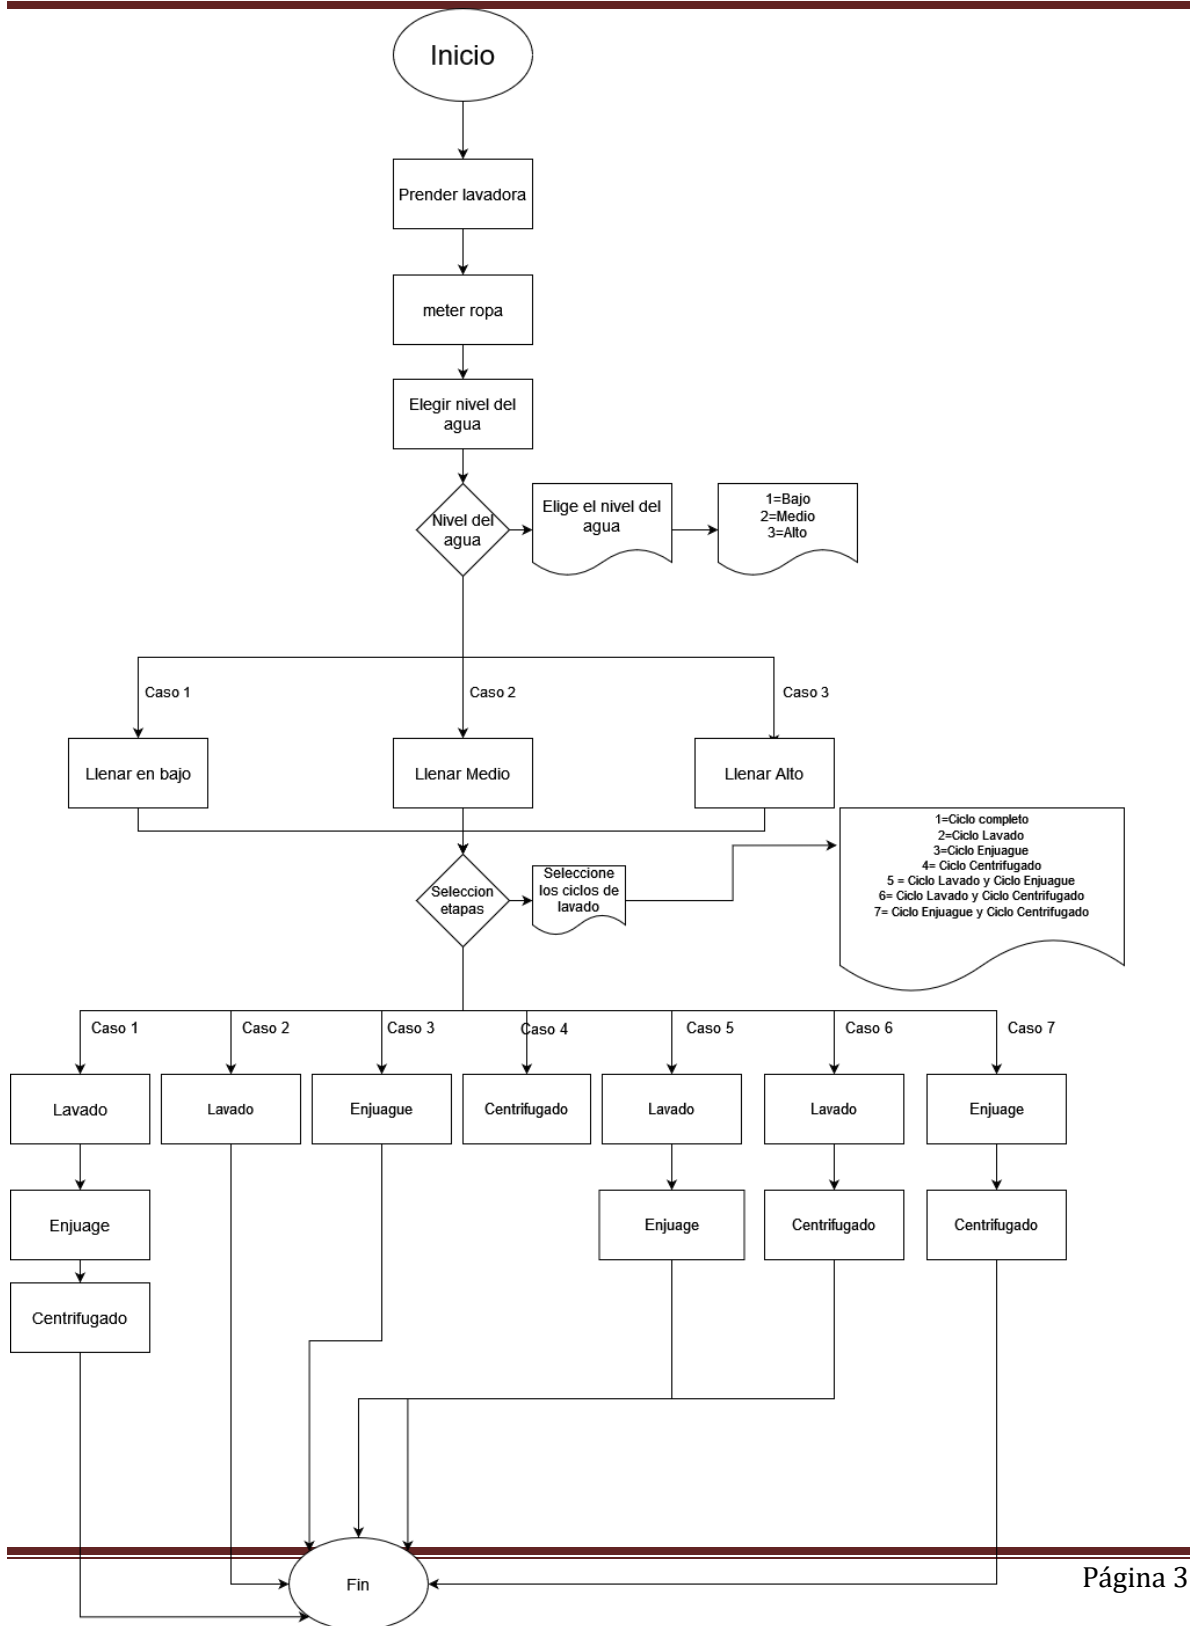 Inicio
Prender lavadora
meter ropa
Elegir nivel del
agua
Nivel del
agua
Elige el nivel del
agua
1=Bajo
2=Medio
3=Alto
Caso 1
Caso 2
Caso 3
Llenar en bajo
Llenar Medio
Llenar Alto
1=Ciclo completo
2=Ciclo Lavado
3=Ciclo Enjuague
4= Ciclo Centrifugado
5 = Ciclo Lavado y Ciclo Enjuague
6= Ciclo Lavado y Ciclo Centrifugado
7= Ciclo Enjuague y Ciclo Centrifugado
Seleccion
etapas
Seleccione
los ciclos de
lavado
Caso 1
Caso 2
Caso 3
Caso 4
Caso 5
Caso 6
Caso 7
Lavado
Lavado
Enjuague
Centrifugado
Lavado
Lavado
Enjuage
Enjuage
Enjuage
Centrifugado
Centrifugado
Centrifugado
Fin
Página 3